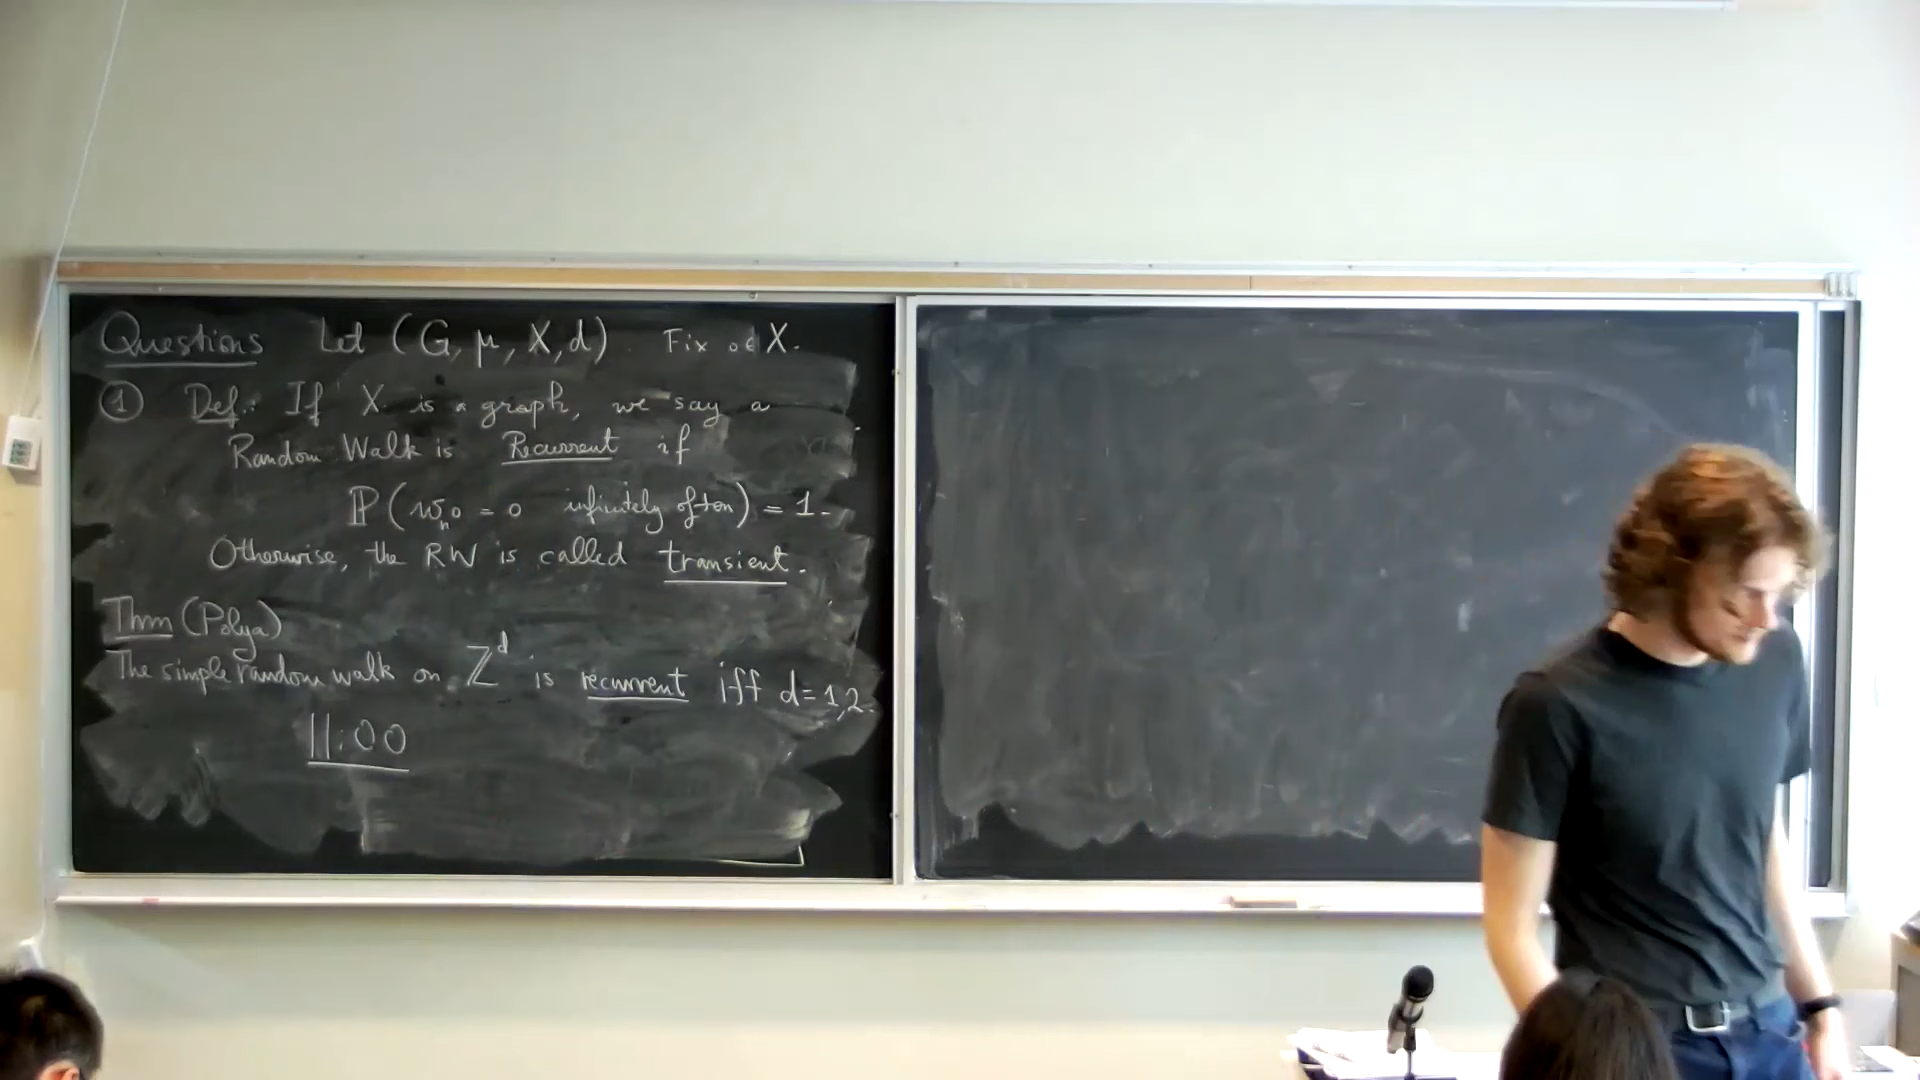 Questions Let (G, μ, X, d). Fix o ∈ X.
① Def.: If X is a graph, we say a
Random Walk is Recurrent if
ℙ(wₙo = o infinitely often) = 1.
Otherwise, the RW is called transient.
Thm (Polya)
The simple random walk on ℤᵈ is recurrent iff d=1,2.
11:00